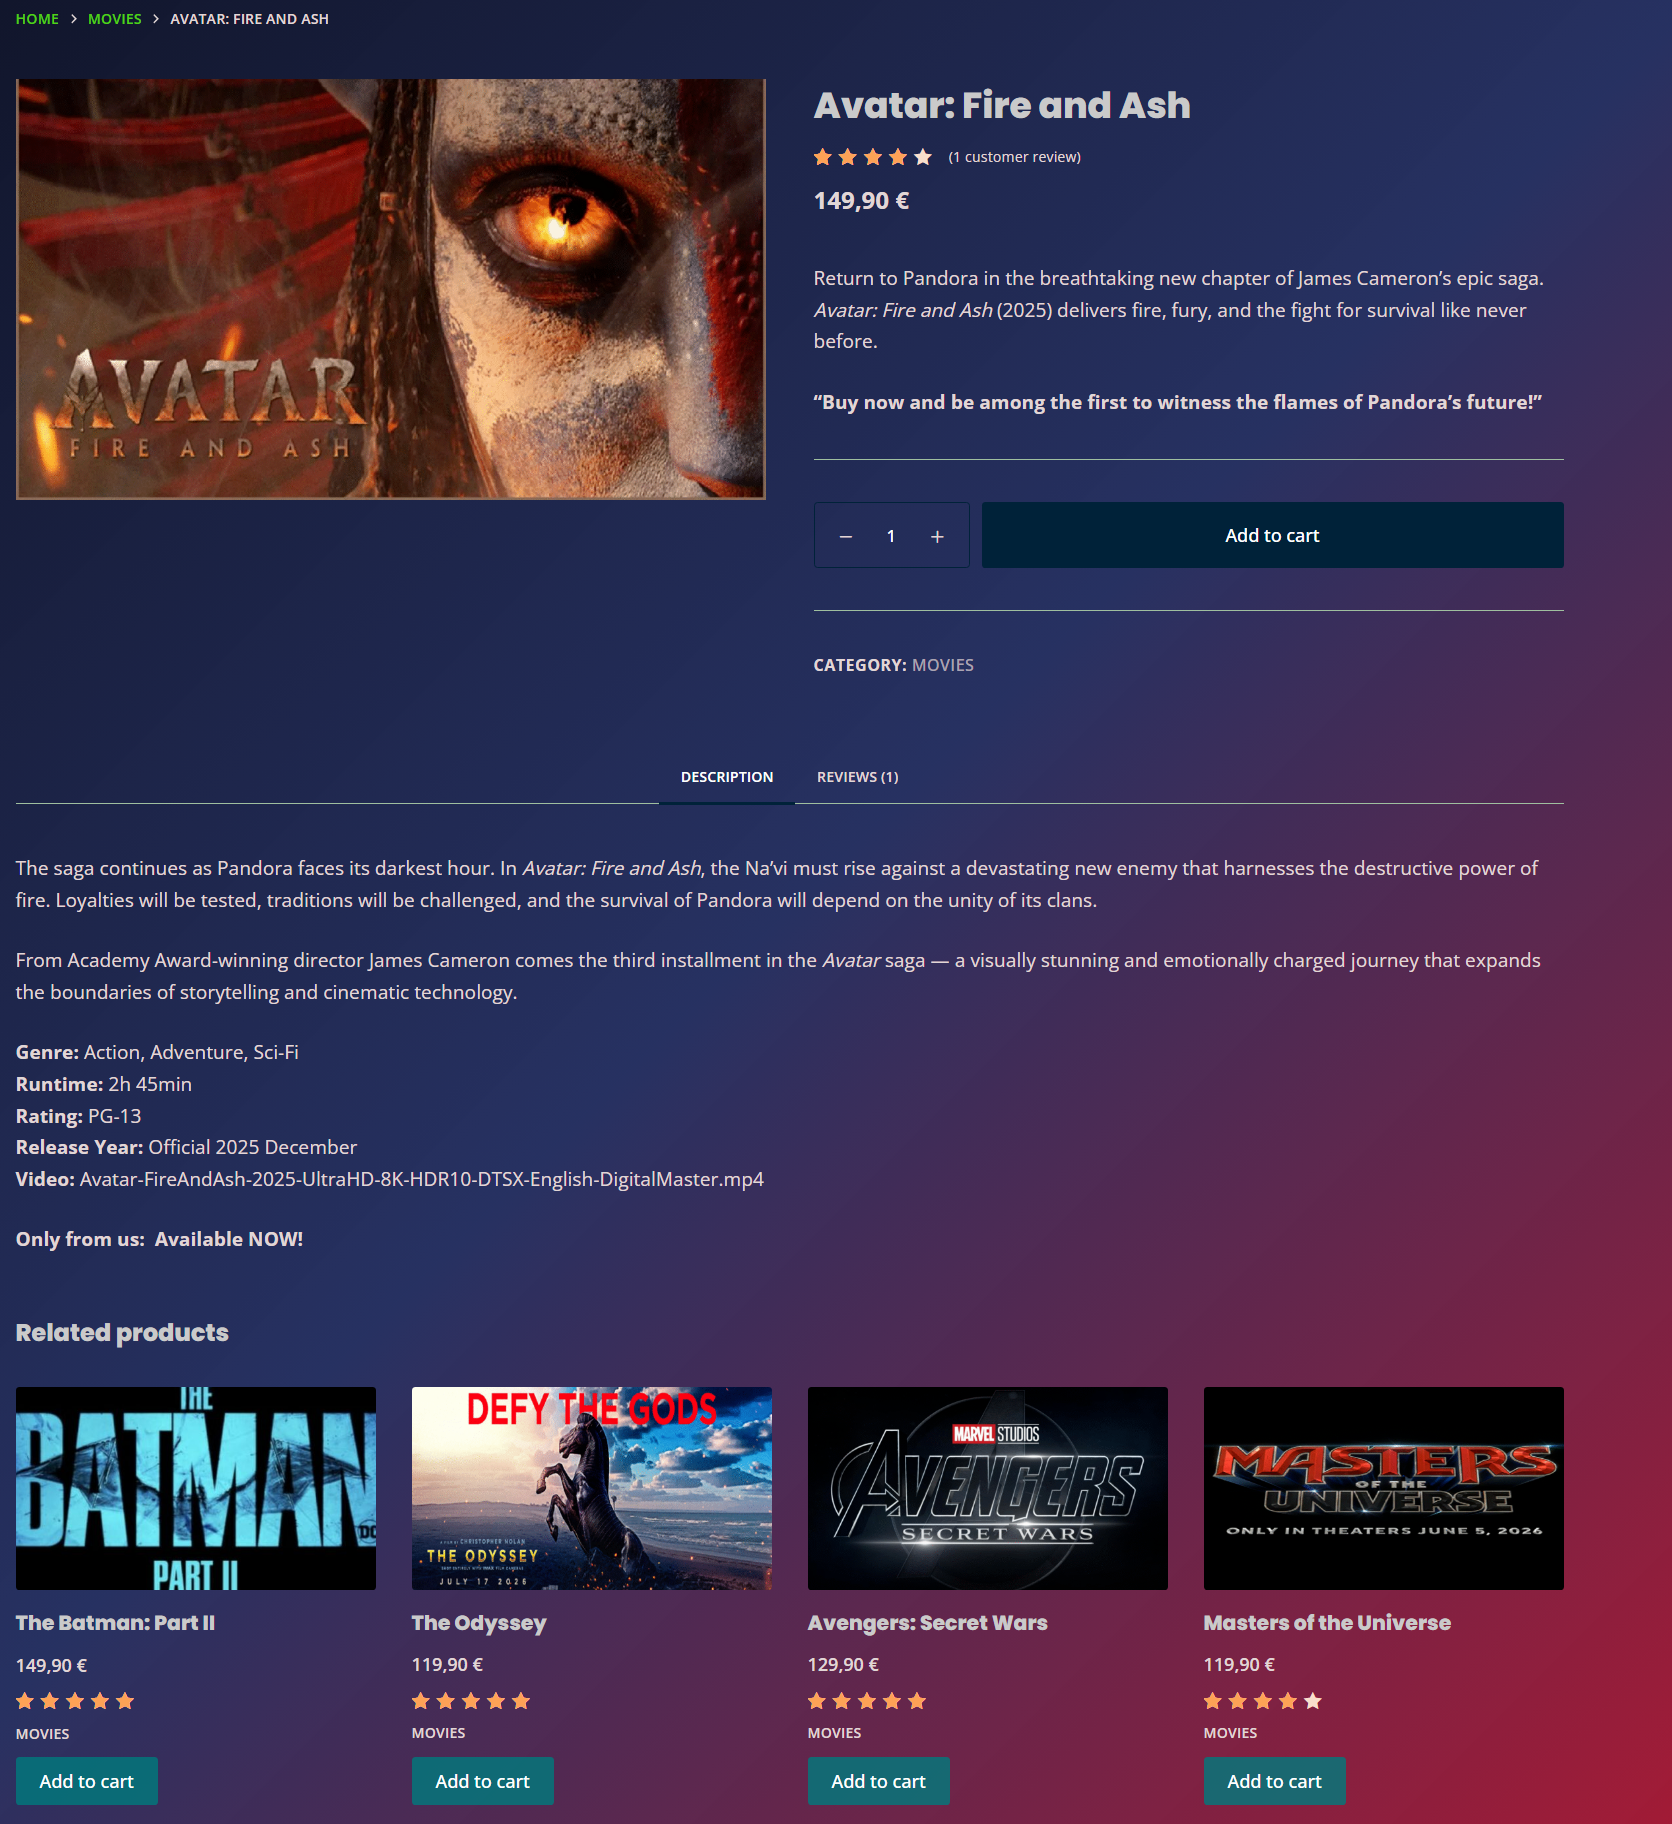 HOME > MOVIES > AVATAR: FIRE AND ASH
AVATAR
FIRE AND ASH
Avatar: Fire and Ash
(1 customer review)
149,90 €
Return to Pandora in the breathtaking new chapter of James Cameron’s epic saga.
Avatar: Fire and Ash (2025) delivers fire, fury, and the fight for survival like never
before.
“Buy now and be among the first to witness the flames of Pandora’s future!”
− 1 +
Add to cart
CATEGORY: MOVIES
DESCRIPTION
REVIEWS (1)
The saga continues as Pandora faces its darkest hour. In Avatar: Fire and Ash, the Na’vi must rise against a devastating new enemy that harnesses the destructive power of
fire. Loyalties will be tested, traditions will be challenged, and the survival of Pandora will depend on the unity of its clans.
From Academy Award-winning director James Cameron comes the third installment in the Avatar saga — a visually stunning and emotionally charged journey that expands
the boundaries of storytelling and cinematic technology.
Genre: Action, Adventure, Sci-Fi
Runtime: 2h 45min
Rating: PG-13
Release Year: Official 2025 December
Video: Avatar-FireAndAsh-2025-UltraHD-8K-HDR10-DTSX-English-DigitalMaster.mp4
Only from us:  Available NOW!
Related products
THE
BATMAN
DC
PART II
The Batman: Part II
149,90 €
MOVIES
Add to cart
DEFY THE GODS
A FILM BY CHRISTOPHER NOLAN
THE ODYSSEY
SHOT ENTIRELY WITH IMAX FILM CAMERAS
JULY 17 2026
The Odyssey
119,90 €
MOVIES
Add to cart
MARVEL STUDIOS
AVENGERS
SECRET WARS
Avengers: Secret Wars
129,90 €
MOVIES
Add to cart
MASTERS
OF THE
UNIVERSE
ONLY IN THEATERS JUNE 5, 2026
Masters of the Universe
119,90 €
MOVIES
Add to cart